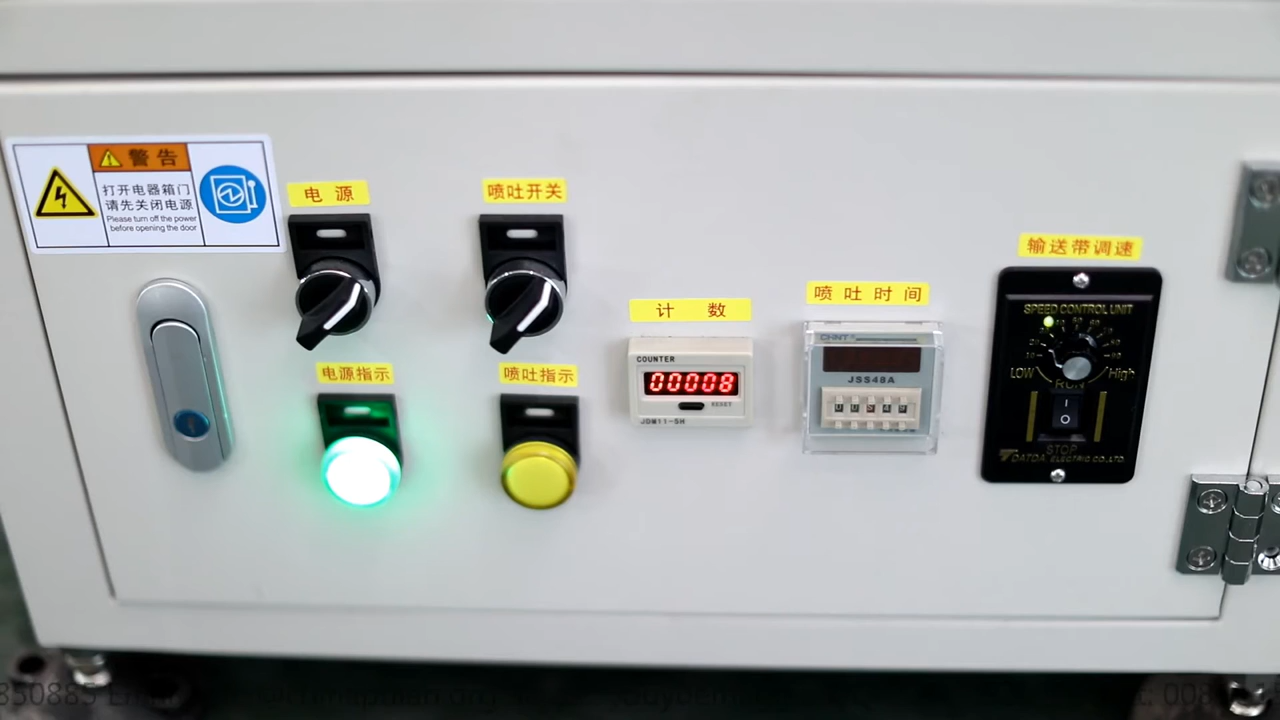 警告
打开电器箱门
请先关闭电源
Please turn off the power
before opening the door
电源
喷吐开关
电源指示
喷吐指示
计数
COUNTER
00008
RESET
JDM11-5H
喷吐时间
CHNT
JSS48A
输送带调速
SPEED CONTROL UNIT
LOW
High
RUN
I
O
STOP
ELECTRIC CO.,LTD.